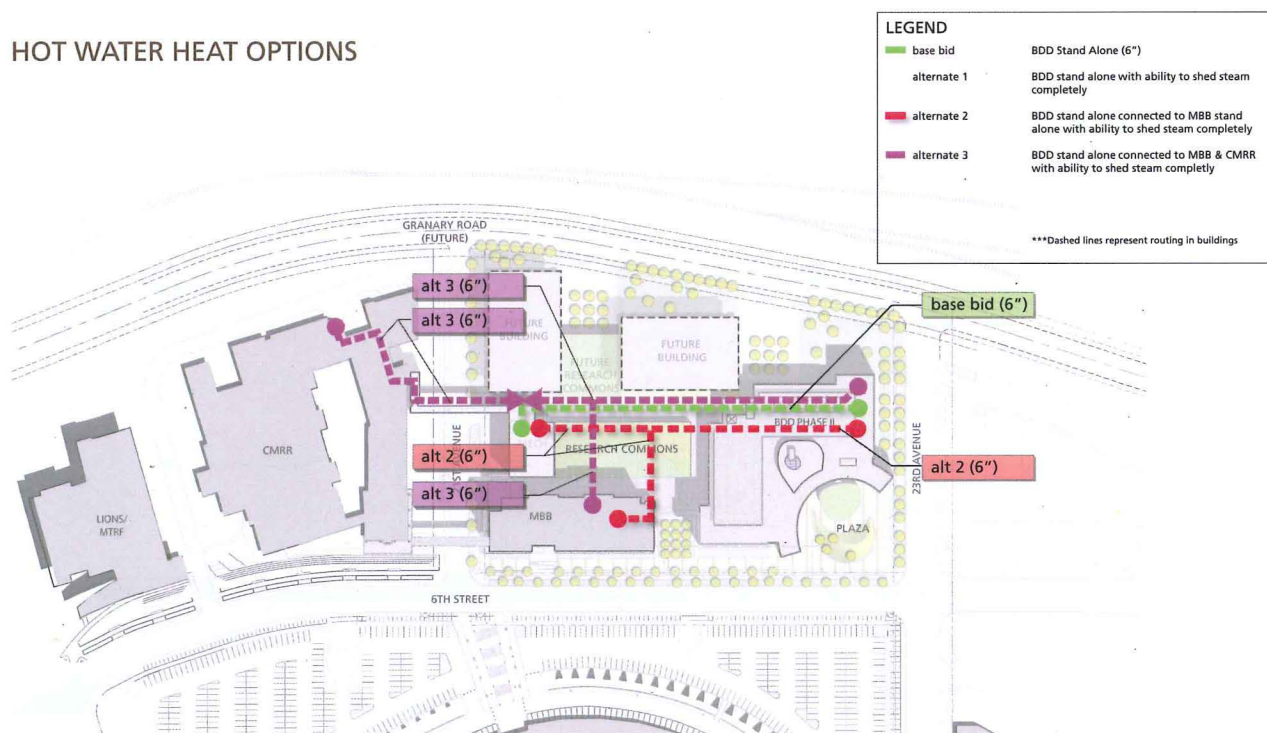 HOT WATER HEAT OPTIONS
LEGEND
base bid
BDD Stand Alone (6")
alternate 1
BDD stand alone with ability to shed steam
completely
alternate 2
BDD stand alone connected to MBB stand
alone with ability to shed steam completely
alternate 3
BDD stand alone connected to MBB & CMRR
with ability to shed steam completly
***Dashed lines represent routing in buildings
GRANARY ROAD
(FUTURE)
alt 3 (6")
alt 3 (6")
FUTURE
BUILDING
FUTURE
BUILDING
FUTURE
RESEARCH
COMMONS
base bid (6")
BDD PHASE II
CMRR
alt 2 (6")
RESEARCH COMMONS
alt 2 (6")
AVENUE
23RD AVENUE
alt 3 (6")
MBB
LIONS/
MTRF
PLAZA
6TH STREET